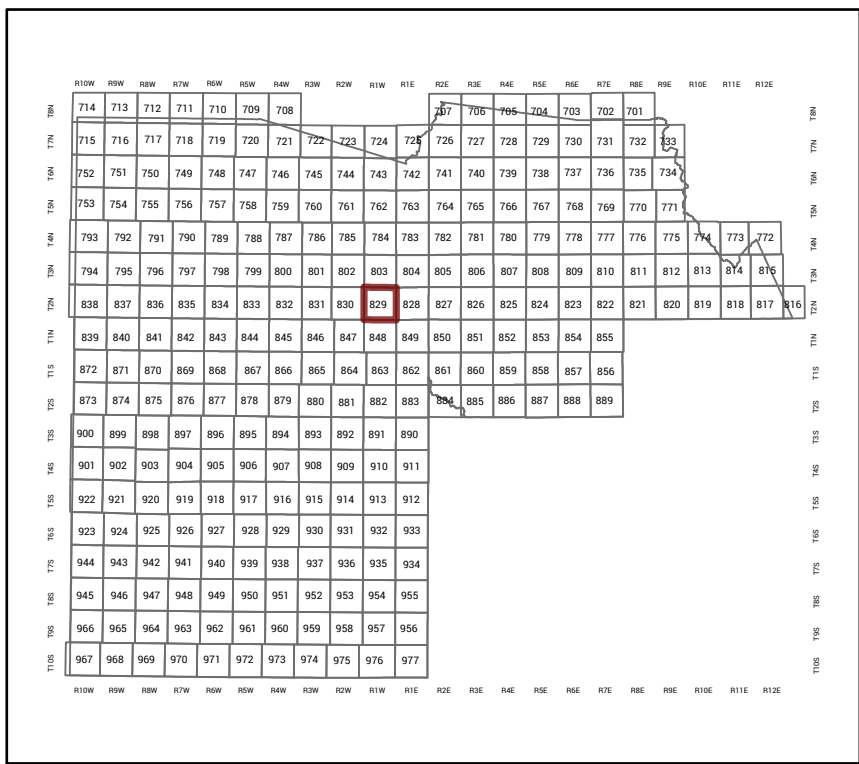 R10W R9W R8W R7W R6W R5W R4W R3W R2W R1W R1E R2E R3E R4E R5E R6E R7E R8E R9E R10E R11E R12E
T8N 714 713 712 711 710 709 708 707 706 705 704 703 702 701 T8N
T7N 715 716 717 718 719 720 721 722 723 724 725 726 727 728 729 730 731 732 733 T7N
T6N 752 751 750 749 748 747 746 745 744 743 742 741 740 739 738 737 736 735 734 T6N
T5N 753 754 755 756 757 758 759 760 761 762 763 764 765 766 767 768 769 770 771 T5N
T4N 793 792 791 790 789 788 787 786 785 784 783 782 781 780 779 778 777 776 775 774 773 772 T4N
T3N 794 795 796 797 798 799 800 801 802 803 804 805 806 807 808 809 810 811 812 813 814 815 T3N
T2N 838 837 836 835 834 833 832 831 830 829 828 827 826 825 824 823 822 821 820 819 818 817 816 T2N
T1N 839 840 841 842 843 844 845 846 847 848 849 850 851 852 853 854 855 T1N
T1S 872 871 870 869 868 867 866 865 864 863 862 861 860 859 858 857 856 T1S
T2S 873 874 875 876 877 878 879 880 881 882 883 884 885 886 887 888 889 T2S
T3S 900 899 898 897 896 895 894 893 892 891 890 T3S
T4S 901 902 903 904 905 906 907 908 909 910 911 T4S
T5S 922 921 920 919 918 917 916 915 914 913 912 T5S
T6S 923 924 925 926 927 928 929 930 931 932 933 T6S
T7S 944 943 942 941 940 939 938 937 936 935 934 T7S
T8S 945 946 947 948 949 950 951 952 953 954 955 T8S
T9S 966 965 964 963 962 961 960 959 958 957 956 T9S
T10S 967 968 969 970 971 972 973 974 975 976 977 T10S
R10W R9W R8W R7W R6W R5W R4W R3W R2W R1W R1E R2E R3E R4E R5E R6E R7E R8E R9E R10E R11E R12E